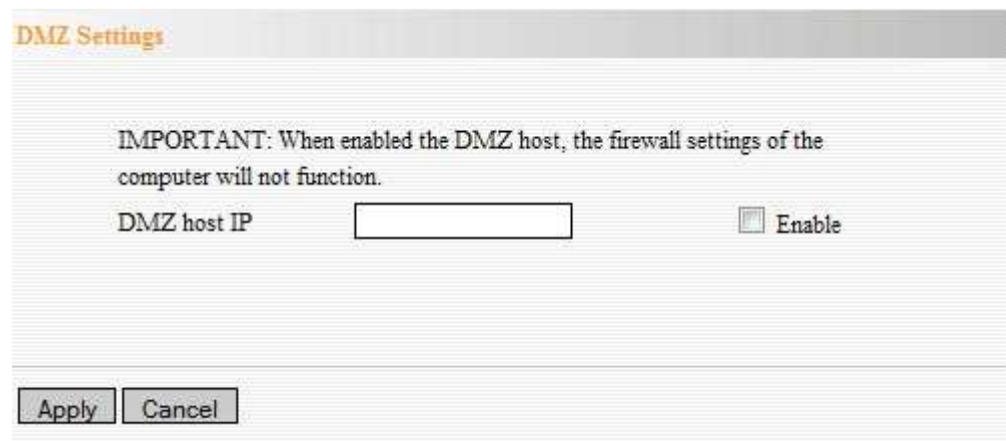 DMZ Settings
IMPORTANT: When enabled the DMZ host, the firewall settings of the
computer will not function.
DMZ host IP Enable
Apply Cancel